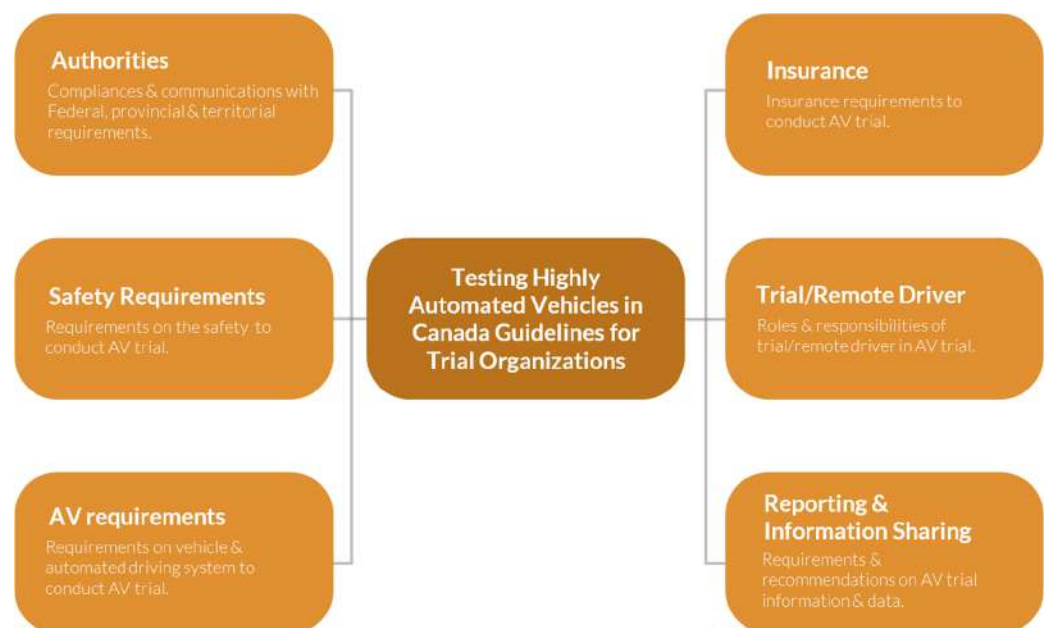 Authorities
Compliances & communications with
Federal, provincial & territorial
requirements.
Safety Requirements
Requirements on the safety to
conduct AV trial.
AV requirements
Requirements on vehicle &
automated driving system to
conduct AV trial.
Testing Highly
Automated Vehicles in
Canada Guidelines for
Trial Organizations
Insurance
Insurance requirements to
conduct AV trial.
Trial/Remote Driver
Roles & responsibilities of
trial/remote driver in AV trial.
Reporting &
Information Sharing
Requirements &
recommendations on AV trial
information & data.